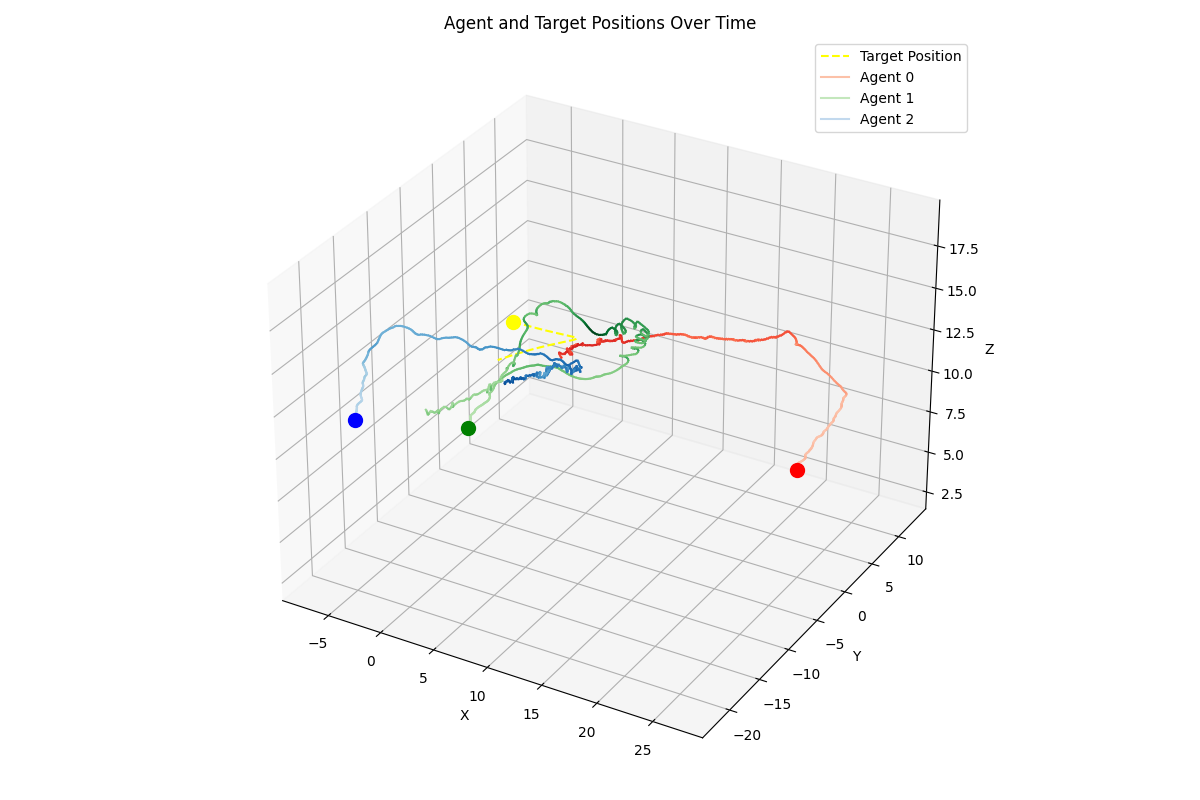 Agent and Target Positions Over Time
Target Position
Agent 0
Agent 1
Agent 2
Z
17.5
15.0
12.5
10.0
7.5
5.0
2.5
10
5
0
−5
−10
−15
−20
Y
−5
0
5
10
15
20
25
X